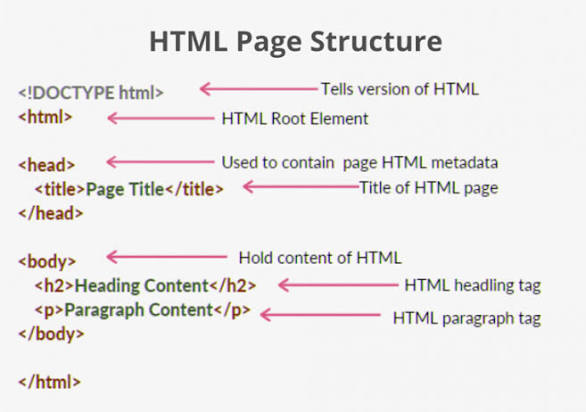 HTML Page Structure
<!DOCTYPE html> Tells version of HTML
<html> HTML Root Element
<head> Used to contain page HTML metadata
<title>Page Title</title> Title of HTML page
</head>
<body> Hold content of HTML
<h2>Heading Content</h2> HTML headling tag
<p>Paragraph Content</p> HTML paragraph tag
</body>
</html>